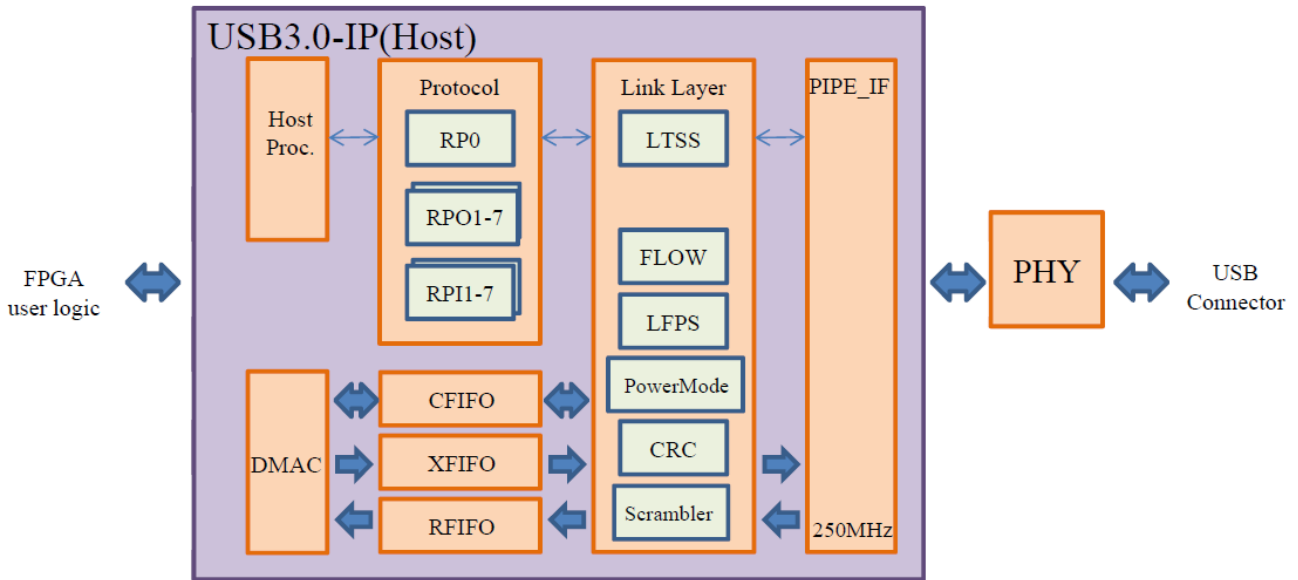 USB3.0-IP(Host)
Host
Proc.
Protocol
RP0
RPO1-7
RPI1-7
Link Layer
LTSS
FLOW
LFPS
PowerMode
CRC
Scrambler
PIPE_IF
250MHz
FPGA
user logic
PHY
USB
Connector
DMAC
CFIFO
XFIFO
RFIFO